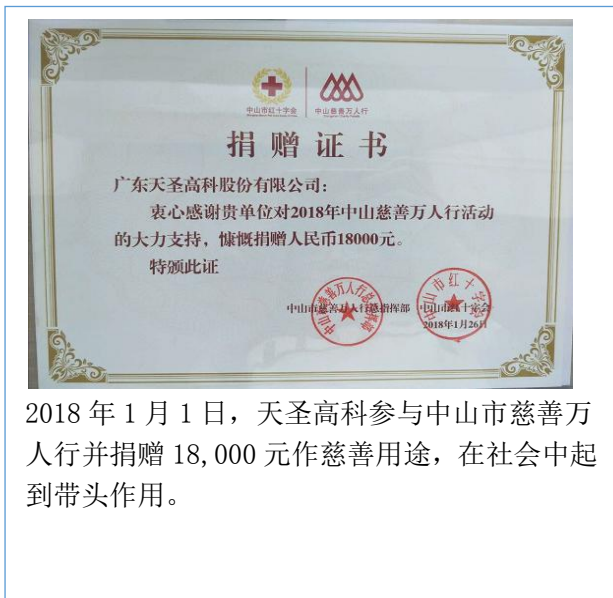 中山市红十字会
中山慈善万人行
捐赠证书
广东天圣高科股份有限公司：
衷心感谢贵单位对2018年中山慈善万人行活动
的大力支持，慷慨捐赠人民币18000元。
特颁此证
中山市慈善万人行总指挥部 中山市红十字会
2018年1月26日
2018 年 1 月 1 日，天圣高科参与中山市慈善万
人行并捐赠 18,000 元作慈善用途，在社会中起
到带头作用。